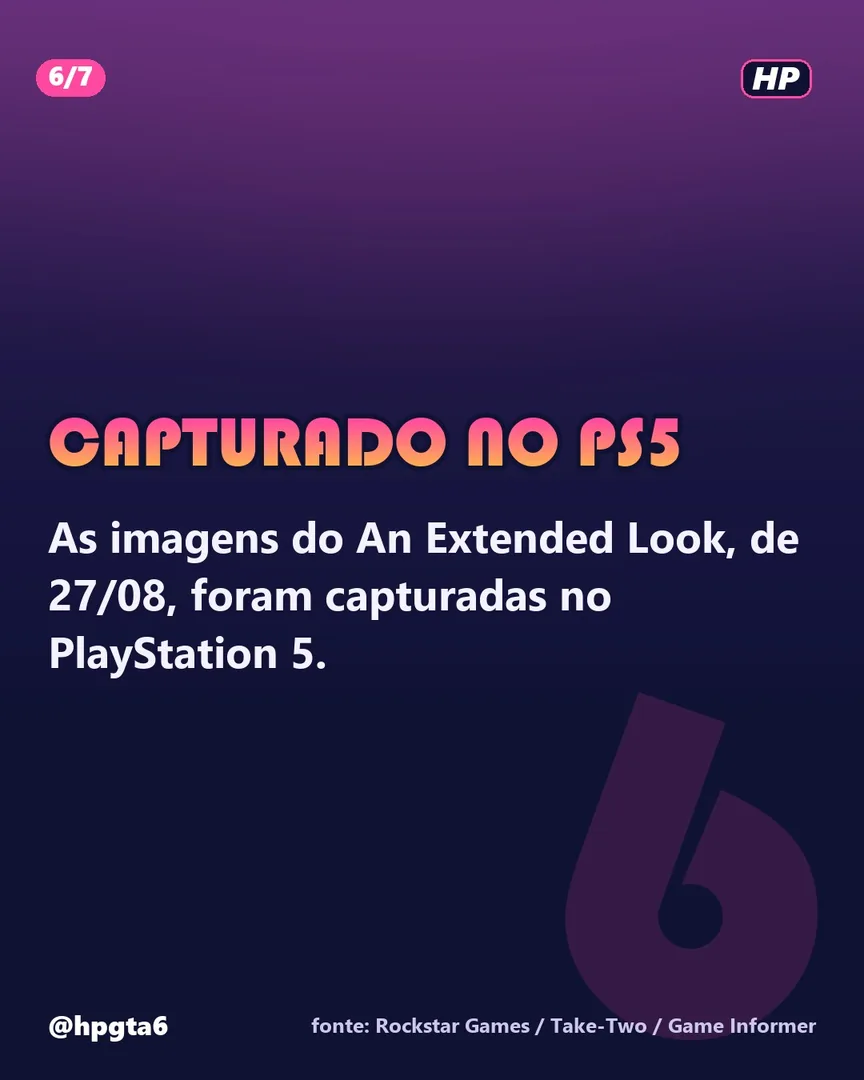 6/7
HP
CAPTURADO NO PS5
As imagens do An Extended Look, de
27/08, foram capturadas no
PlayStation 5.
6
@hpgta6
fonte: Rockstar Games / Take-Two / Game Informer